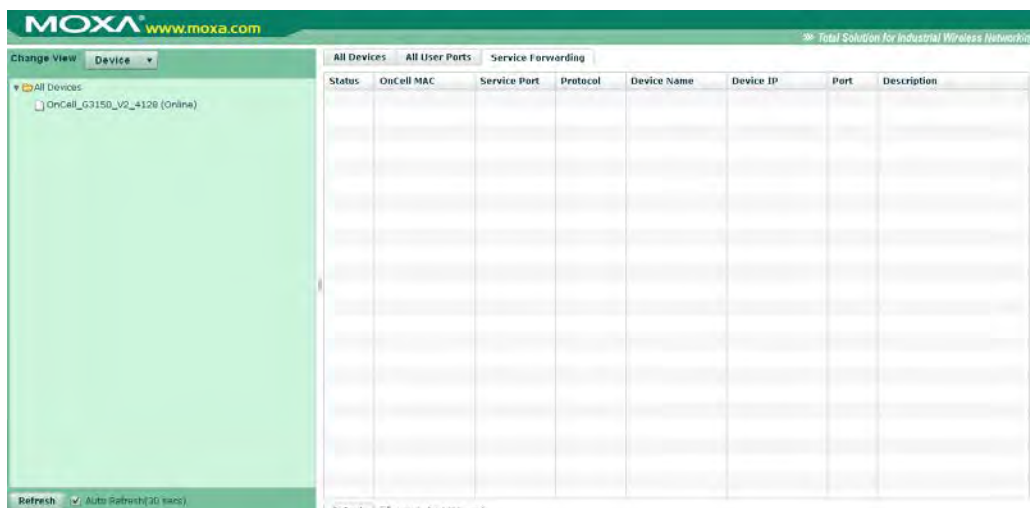 MOXA www.moxa.com
Total Solution for Industrial Wireless Networkin
Change View Device
All Devices
OnCell_G3150_V2_4128 (Online)
All Devices All User Ports Service Forwarding
Status OnCell MAC Service Port Protocol Device Name Device IP Port Description
Refresh Auto Refresh(30 secs)